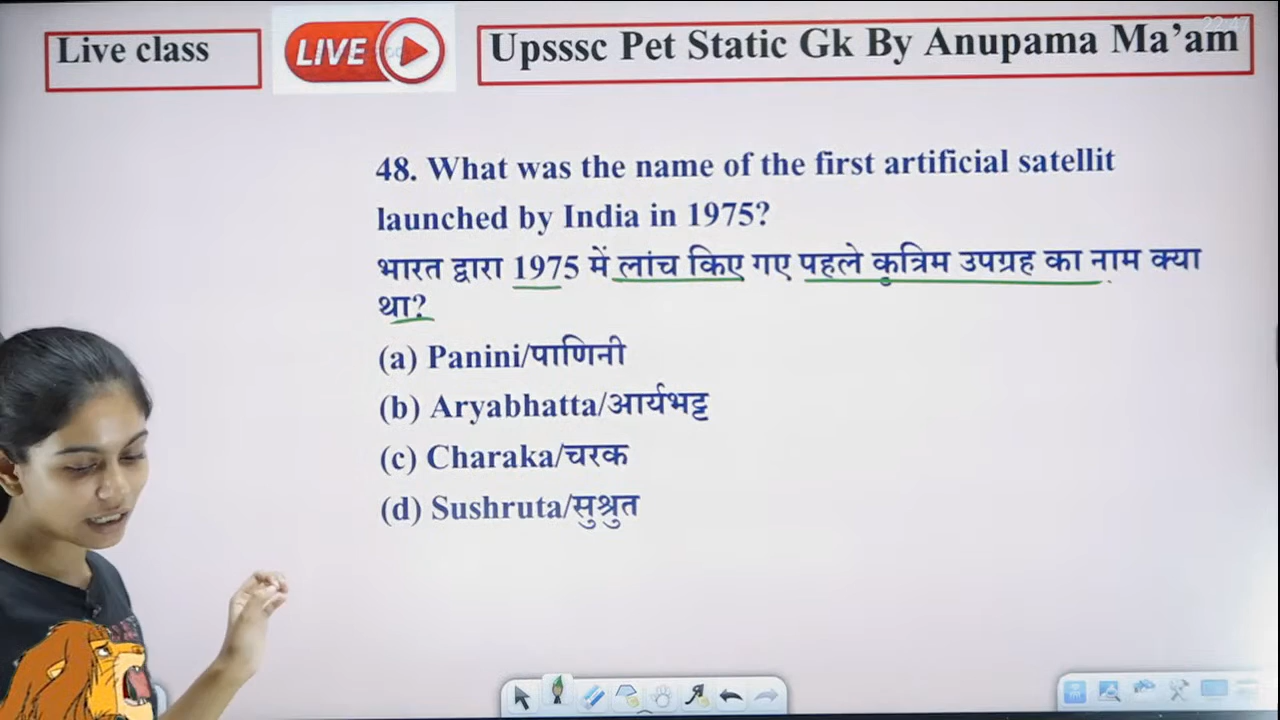 Live class
LIVE
Upsssc Pet Static Gk By Anupama Ma’am
22:47
48. What was the name of the first artificial satellit
launched by India in 1975?
भारत द्वारा 1975 में लांच किए गए पहले कृत्रिम उपग्रह का नाम क्या
था?
(a) Panini/पाणिनी
(b) Aryabhatta/आर्यभट्ट
(c) Charaka/चरक
(d) Sushruta/सुश्रुत